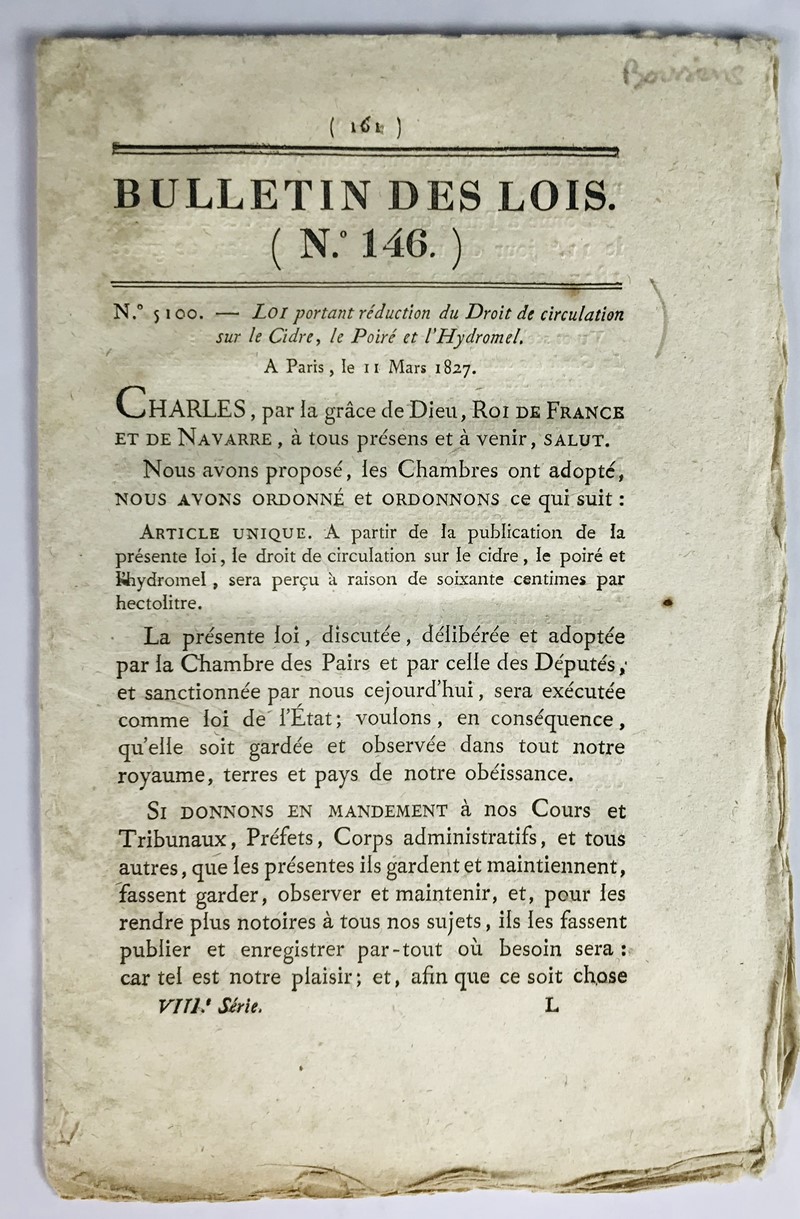 ( 161 )
BULLETIN DES LOIS.
( N.° 146. )
N.° 5100. — LOI portant réduction du Droit de circulation
sur le Cidre, le Poiré et l'Hydromel.
A Paris, le 11 Mars 1827.
CHARLES, par la grâce de Dieu, ROI DE FRANCE
ET DE NAVARRE, à tous présens et à venir, SALUT.
Nous avons proposé, les Chambres ont adopté,
NOUS AVONS ORDONNÉ et ORDONNONS ce qui suit :
ARTICLE UNIQUE. A partir de la publication de la
présente loi, le droit de circulation sur le cidre, le poiré et
l'hydromel, sera perçu à raison de soixante centimes par
hectolitre.
La présente loi, discutée, délibérée et adoptée
par la Chambre des Pairs et par celle des Députés,
et sanctionnée par nous cejourd'hui, sera exécutée
comme loi de l'État; voulons, en conséquence,
qu'elle soit gardée et observée dans tout notre
royaume, terres et pays de notre obéissance.
SI DONNONS EN MANDEMENT à nos Cours et
Tribunaux, Préfets, Corps administratifs, et tous
autres, que les présentes ils gardent et maintiennent,
fassent garder, observer et maintenir, et, pour les
rendre plus notoires à tous nos sujets, ils les fassent
publier et enregistrer par-tout où besoin sera :
car tel est notre plaisir; et, afin que ce soit chose
VIII.e Série. L